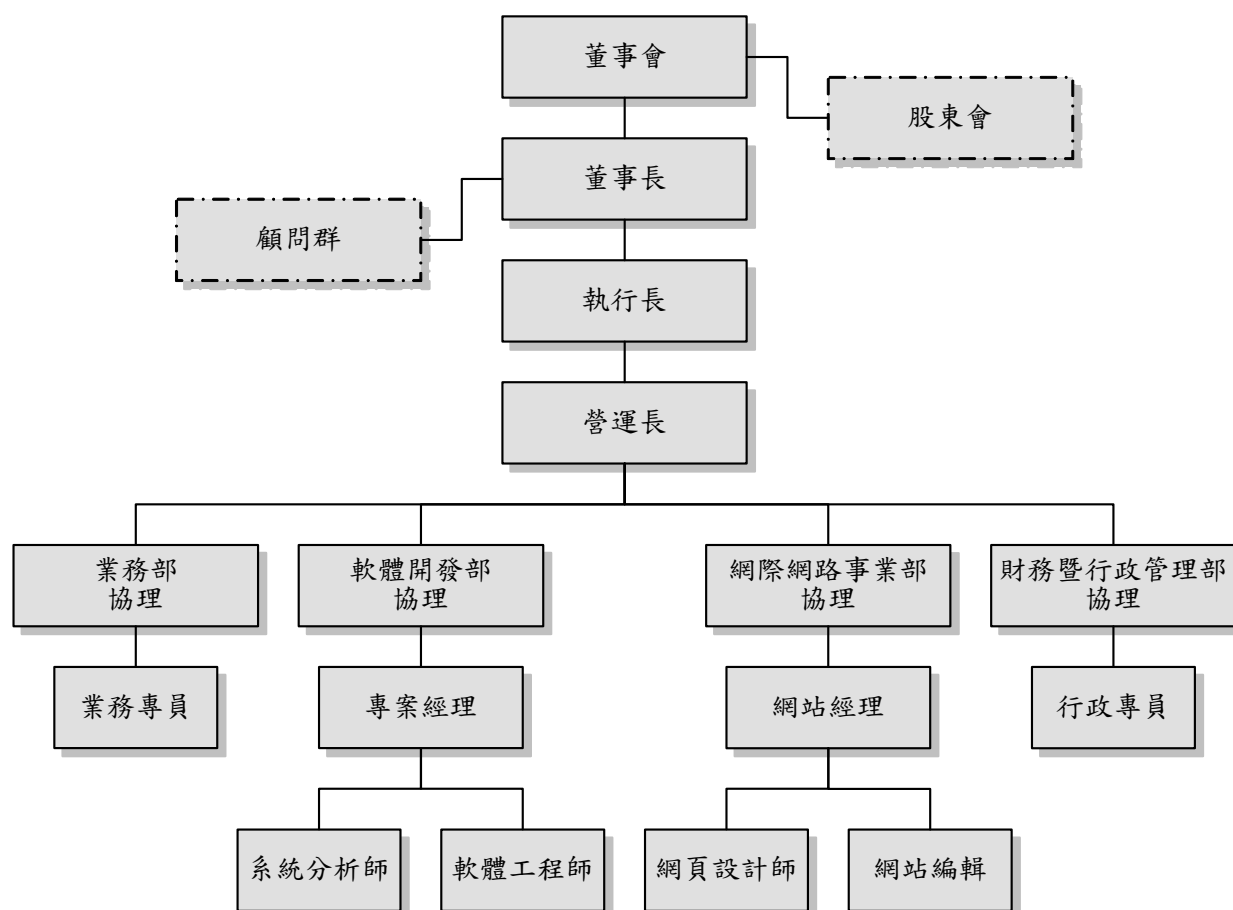 董事會
股東會
董事長
顧問群
執行長
營運長
業務部
協理
軟體開發部
協理
網際網路事業部
協理
財務暨行政管理部
協理
業務專員
專案經理
網站經理
行政專員
系統分析師
軟體工程師
網頁設計師
網站編輯